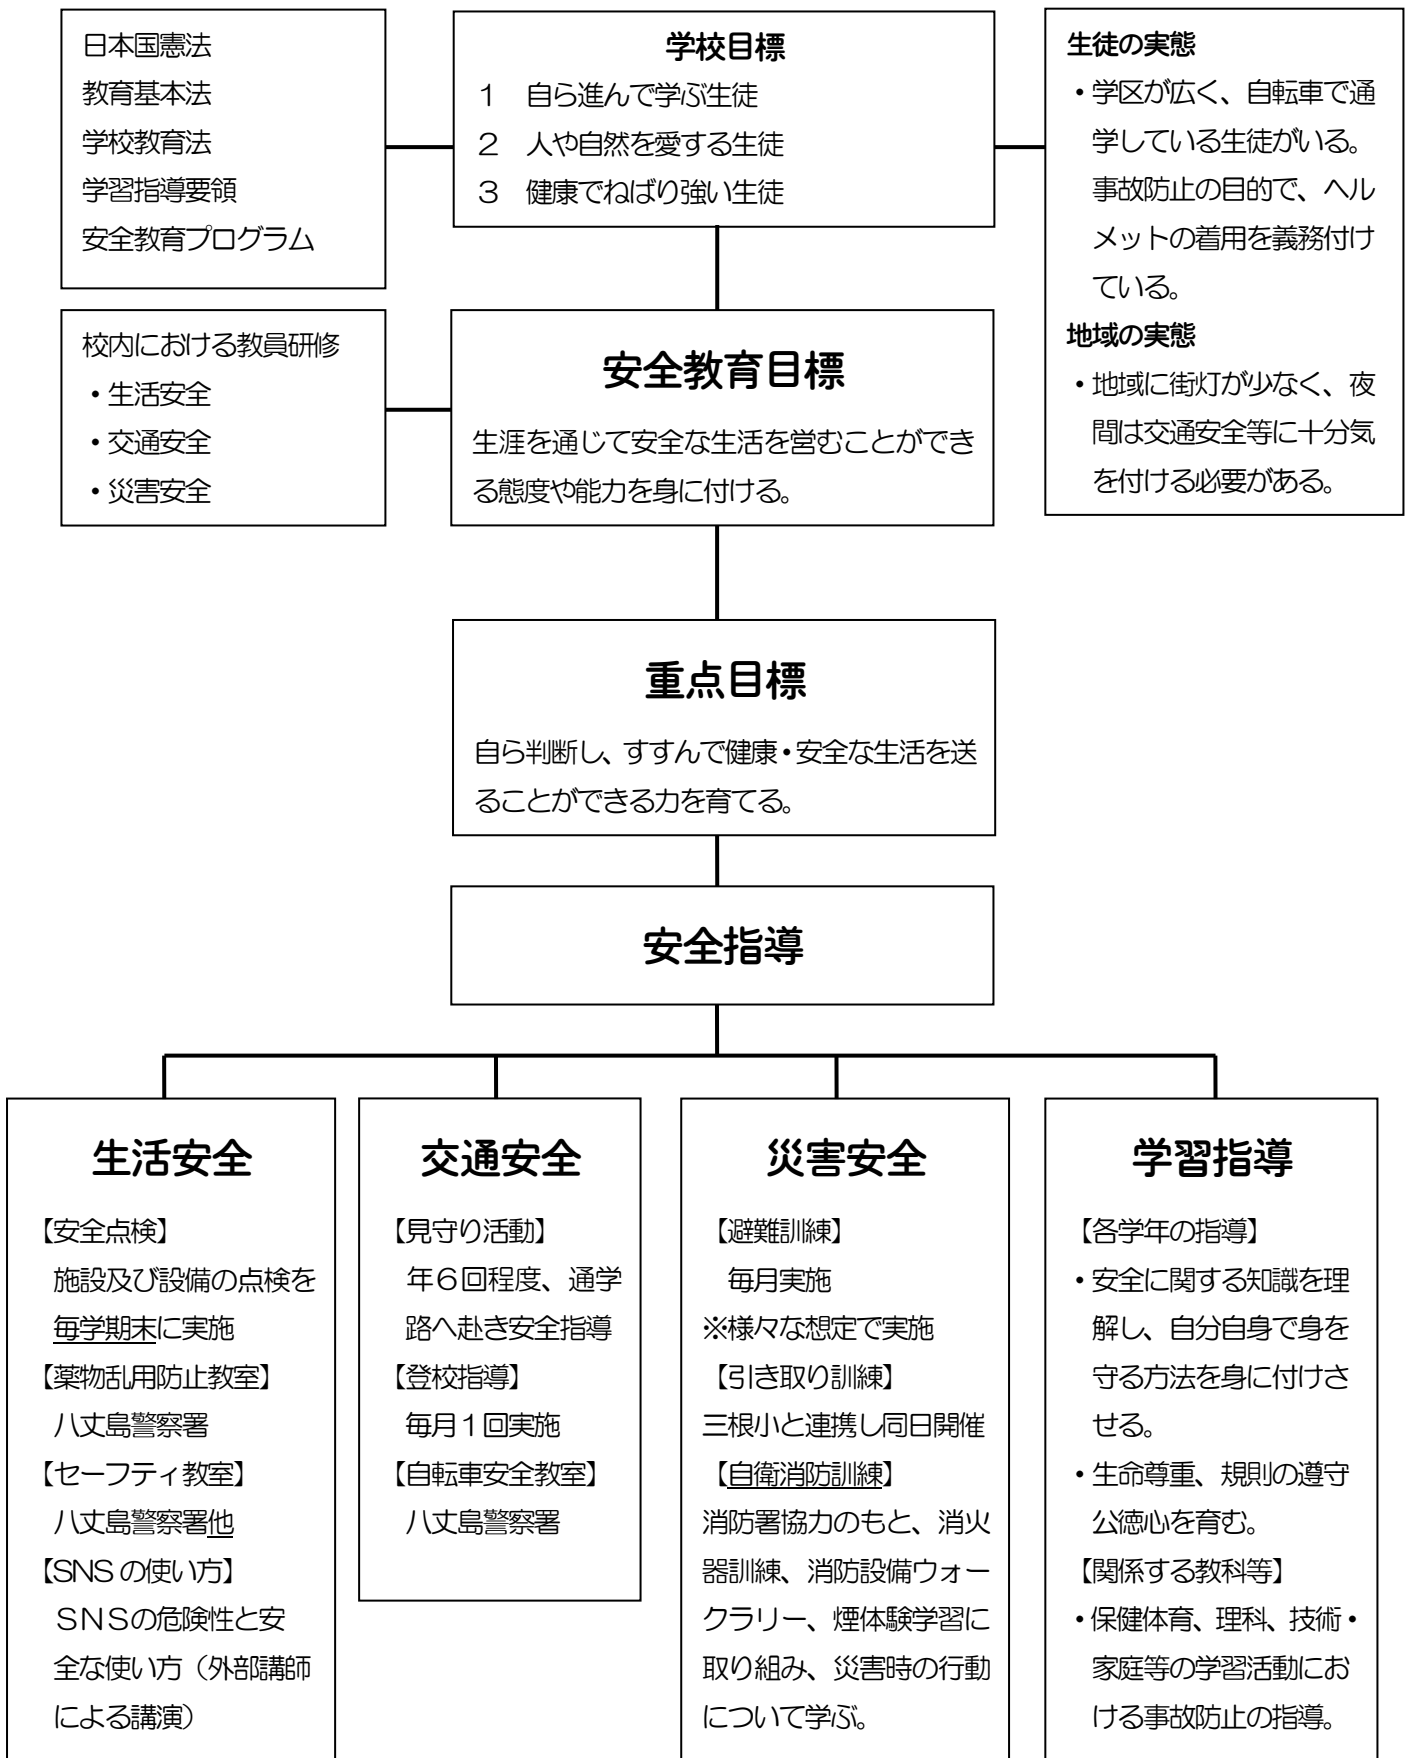 日本国憲法
教育基本法
学校教育法
学習指導要領
安全教育プログラム
学校目標
1 自ら進んで学ぶ生徒
2 人や自然を愛する生徒
3 健康でねばり強い生徒
生徒の実態
・学区が広く、自転車で通
学している生徒がいる。
事故防止の目的で、ヘル
メットの着用を義務付け
ている。
地域の実態
・地域に街灯が少なく、夜
間は交通安全等に十分気
を付ける必要がある。
校内における教員研修
・生活安全
・交通安全
・災害安全
安全教育目標
生涯を通じて安全な生活を営むことができ
る態度や能力を身に付ける。
重点目標
自ら判断し、すすんで健康・安全な生活を送
ることができる力を育てる。
安全指導
生活安全
【安全点検】
施設及び設備の点検を
毎学期末に実施
【薬物乱用防止教室】
八丈島警察署
【セーフティ教室】
八丈島警察署他
【SNSの使い方】
SNSの危険性と安
全な使い方(外部講師
による講演)
交通安全
【見守り活動】
年6回程度、通学
路へ赴き安全指導
【登校指導】
毎月1回実施
【自転車安全教室】
八丈島警察署
災害安全
【避難訓練】
毎月実施
※様々な想定で実施
【引き取り訓練】
三根小と連携し同日開催
【自衛消防訓練】
消防署協力のもと、消火
器訓練、消防設備ウォー
クラリー、煙体験学習に
取り組み、災害時の行動
について学ぶ。
学習指導
【各学年の指導】
・安全に関する知識を理
解し、自分自身で身を
守る方法を身に付けさ
せる。
・生命尊重、規則の遵守
公徳心を育む。
【関係する教科等】
・保健体育、理科、技術・
家庭等の学習活動にお
ける事故防止の指導。